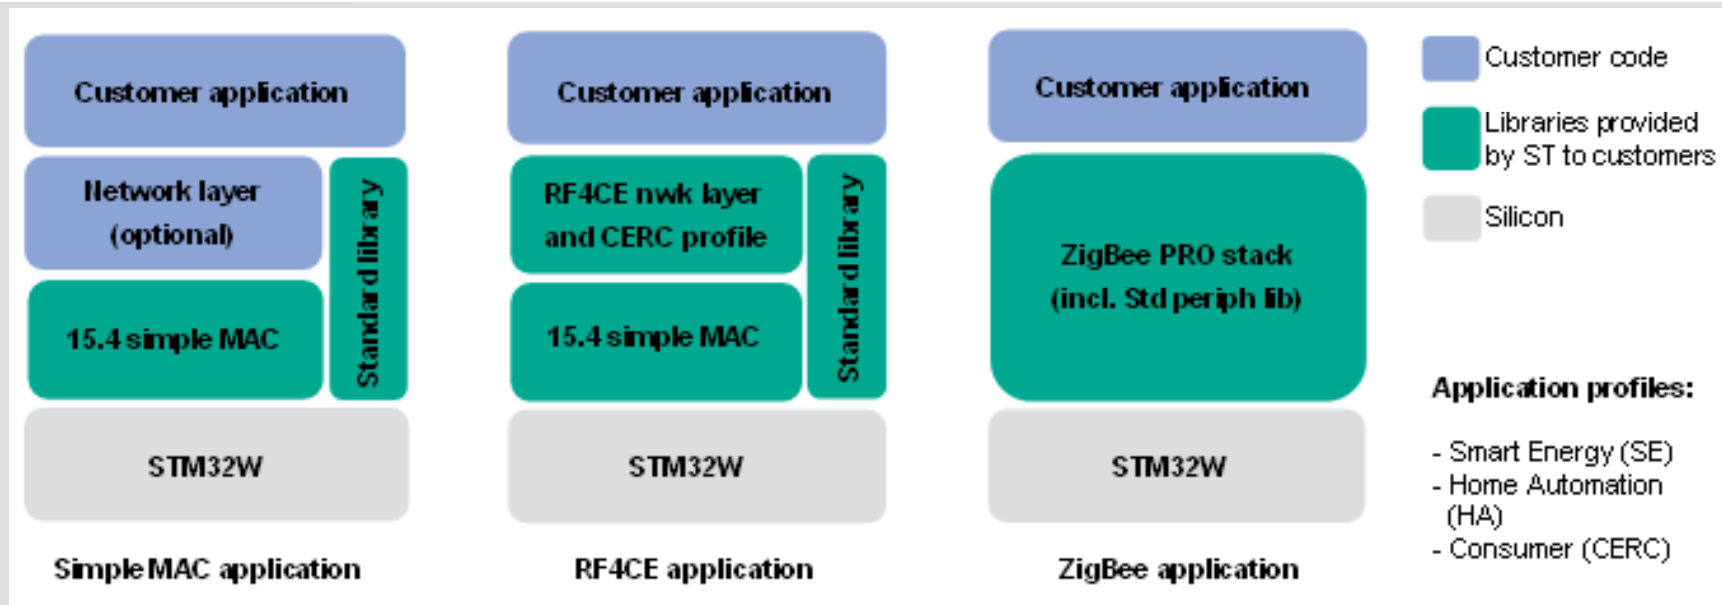 Customer application
Network layer
(optional)
15.4 simple MAC
Standard library
STM32W
Simple MAC application
Customer application
RF4CE nwk layer
and CERC profile
15.4 simple MAC
Standard library
STM32W
RF4CE application
Customer application
ZigBee PRO stack
(incl. Std periph lib)
STM32W
ZigBee application
Customer code
Libraries provided
by ST to customers
Silicon
Application profiles:
- Smart Energy (SE)
- Home Automation
(HA)
- Consumer (CERC)